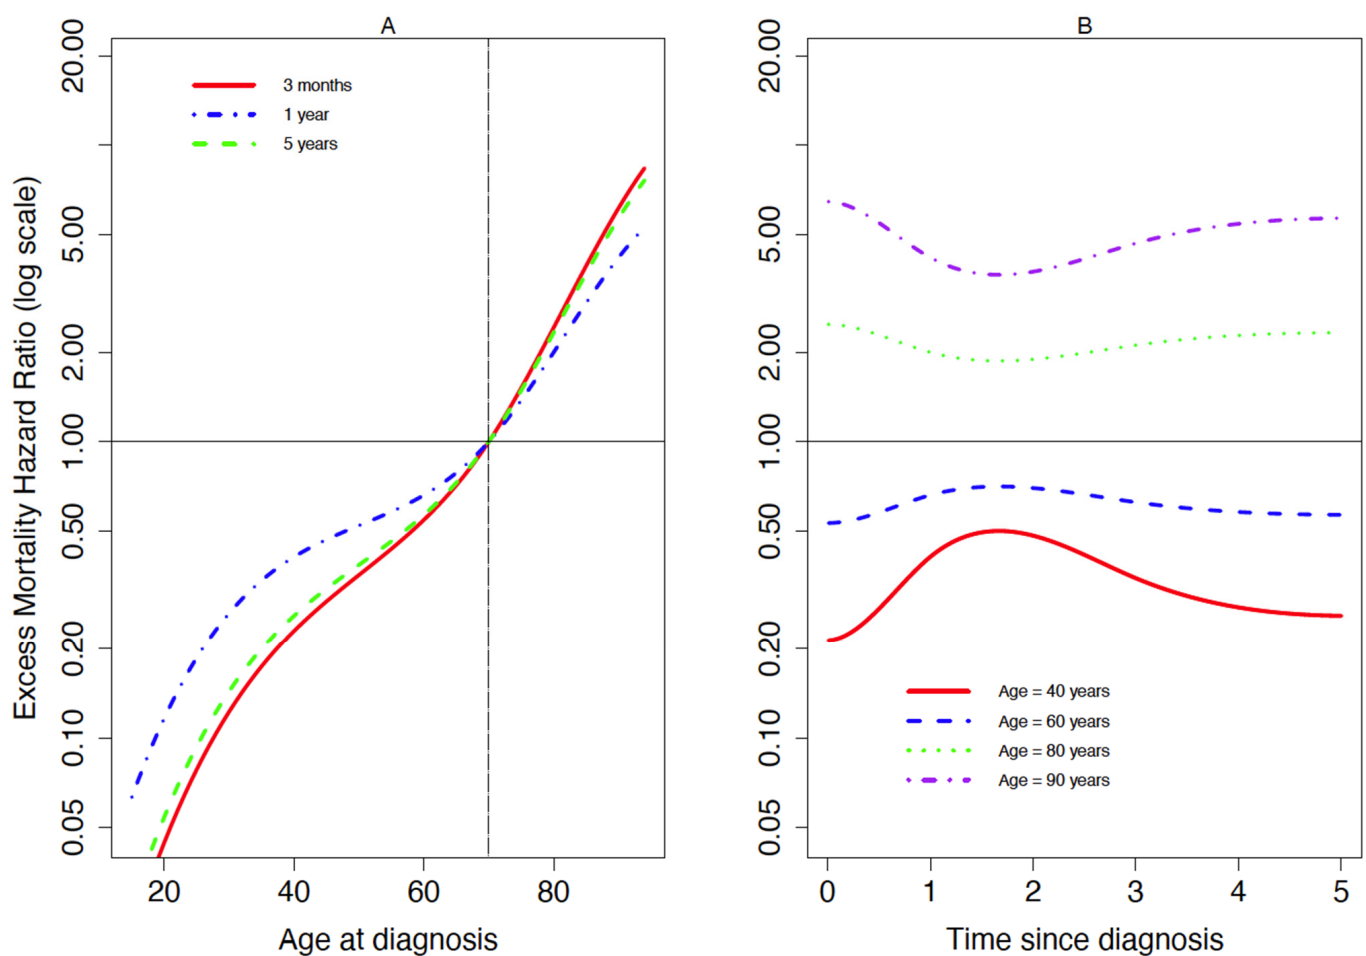 A
20.00
5.00
2.00
1.00
0.50
0.20
0.10
0.05
Excess Mortality Hazard Ratio (log scale)
3 months
1 year
5 years
20 40 60 80
Age at diagnosis
B
20.00
5.00
2.00
1.00
0.50
0.20
0.10
0.05
Age = 40 years
Age = 60 years
Age = 80 years
Age = 90 years
0 1 2 3 4 5
Time since diagnosis